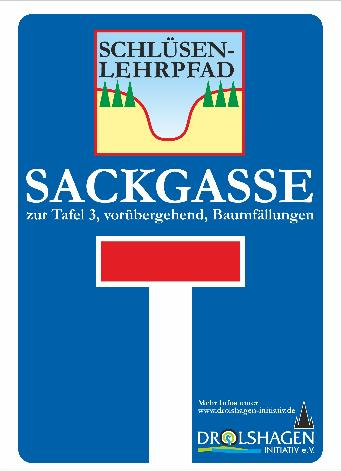 SCHLÜSEN-
LEHRPFAD
SACKGASSE
zur Tafel 3, vorübergehend, Baumfällungen
Mehr Infos unter
www.drolshagen-initiativ.de
DROLSHAGEN
INITIATIV e.V.